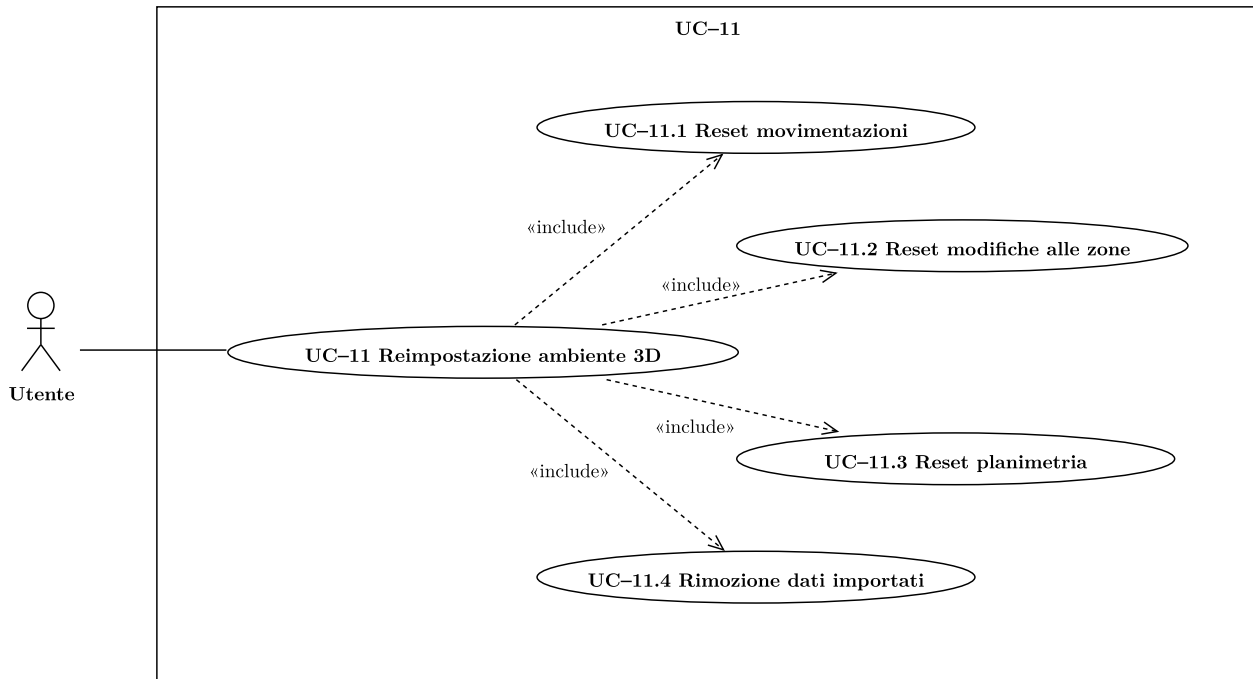 UC–11
UC–11.1 Reset movimentazioni
«include»
UC–11.2 Reset modifiche alle zone
«include»
UC–11 Reimpostazione ambiente 3D
Utente
«include»
UC–11.3 Reset planimetria
«include»
UC–11.4 Rimozione dati importati